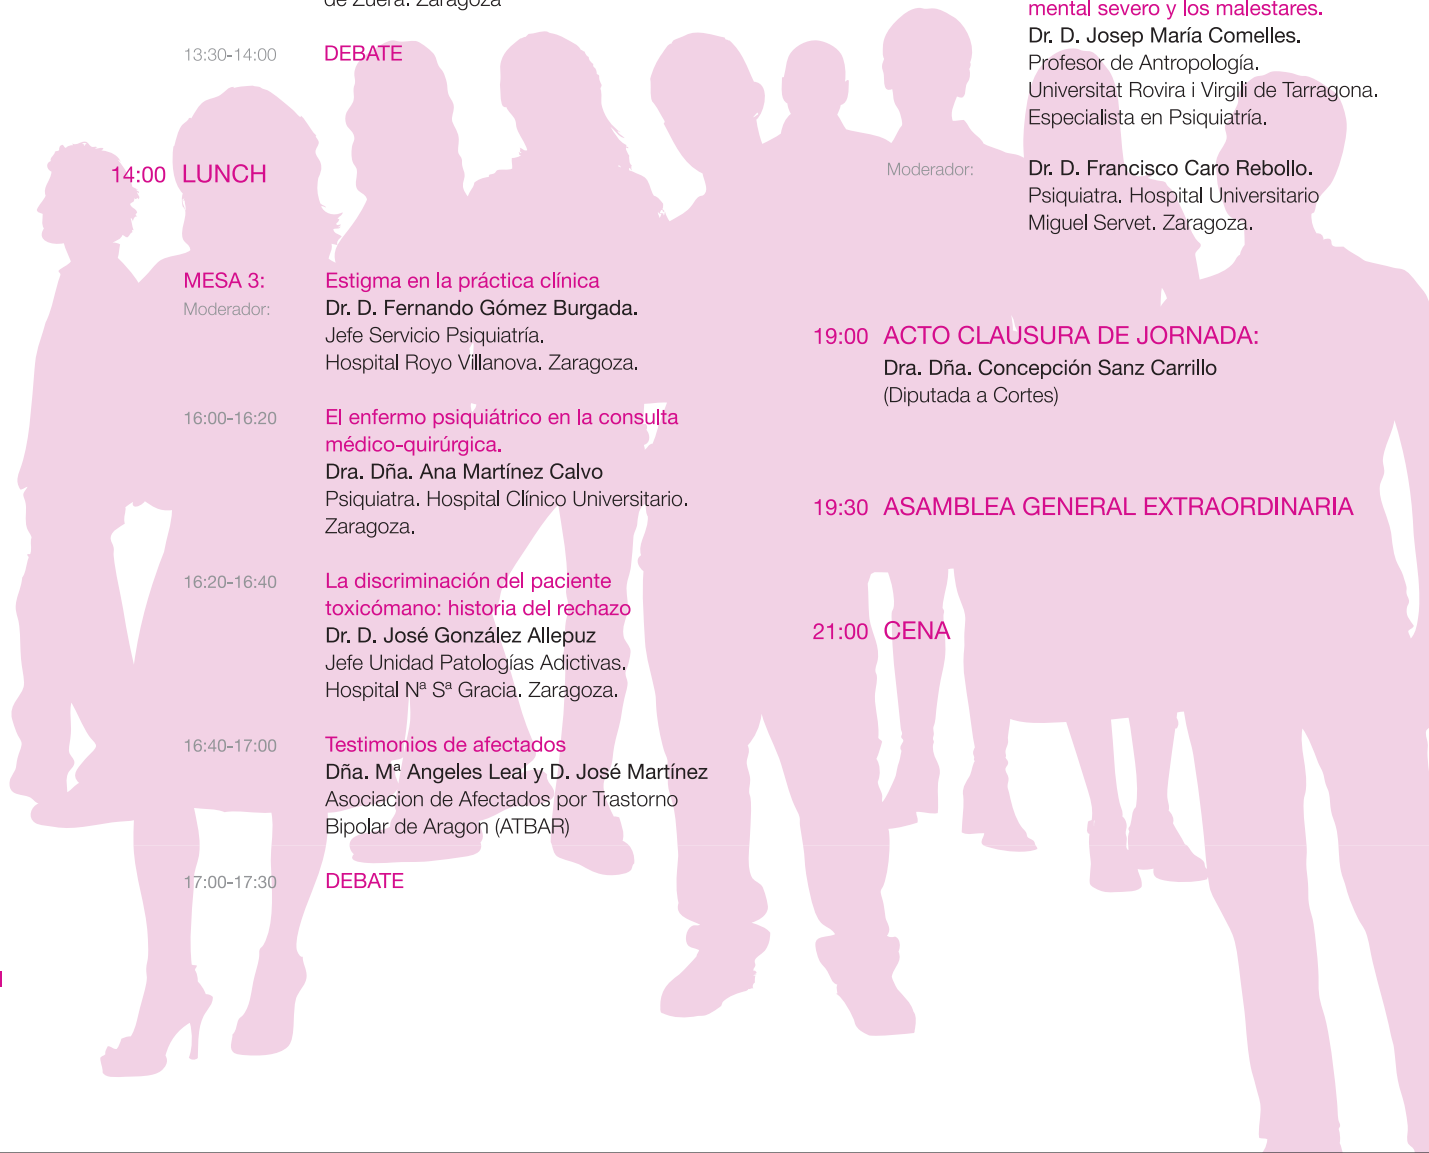 de Zuera. Zaragoza
13:30-14:00 DEBATE
14:00 LUNCH
MESA 3: Estigma en la práctica clínica
Moderador: Dr. D. Fernando Gómez Burgada.
Jefe Servicio Psiquiatría.
Hospital Royo Villanova. Zaragoza.
16:00-16:20 El enfermo psiquiátrico en la consulta
médico-quirúrgica.
Dra. Dña. Ana Martínez Calvo
Psiquiatra. Hospital Clínico Universitario.
Zaragoza.
16:20-16:40 La discriminación del paciente
toxicómano: historia del rechazo
Dr. D. José González Allepuz
Jefe Unidad Patologías Adictivas.
Hospital Nª Sª Gracia. Zaragoza.
16:40-17:00 Testimonios de afectados
Dña. Mª Angeles Leal y D. José Martínez
Asociacion de Afectados por Trastorno
Bipolar de Aragon (ATBAR)
17:00-17:30 DEBATE
mental severo y los malestares.
Dr. D. Josep María Comelles.
Profesor de Antropología.
Universitat Rovira i Virgili de Tarragona.
Especialista en Psiquiatría.
Moderador: Dr. D. Francisco Caro Rebollo.
Psiquiatra. Hospital Universitario
Miguel Servet. Zaragoza.
19:00 ACTO CLAUSURA DE JORNADA:
Dra. Dña. Concepción Sanz Carrillo
(Diputada a Cortes)
19:30 ASAMBLEA GENERAL EXTRAORDINARIA
21:00 CENA